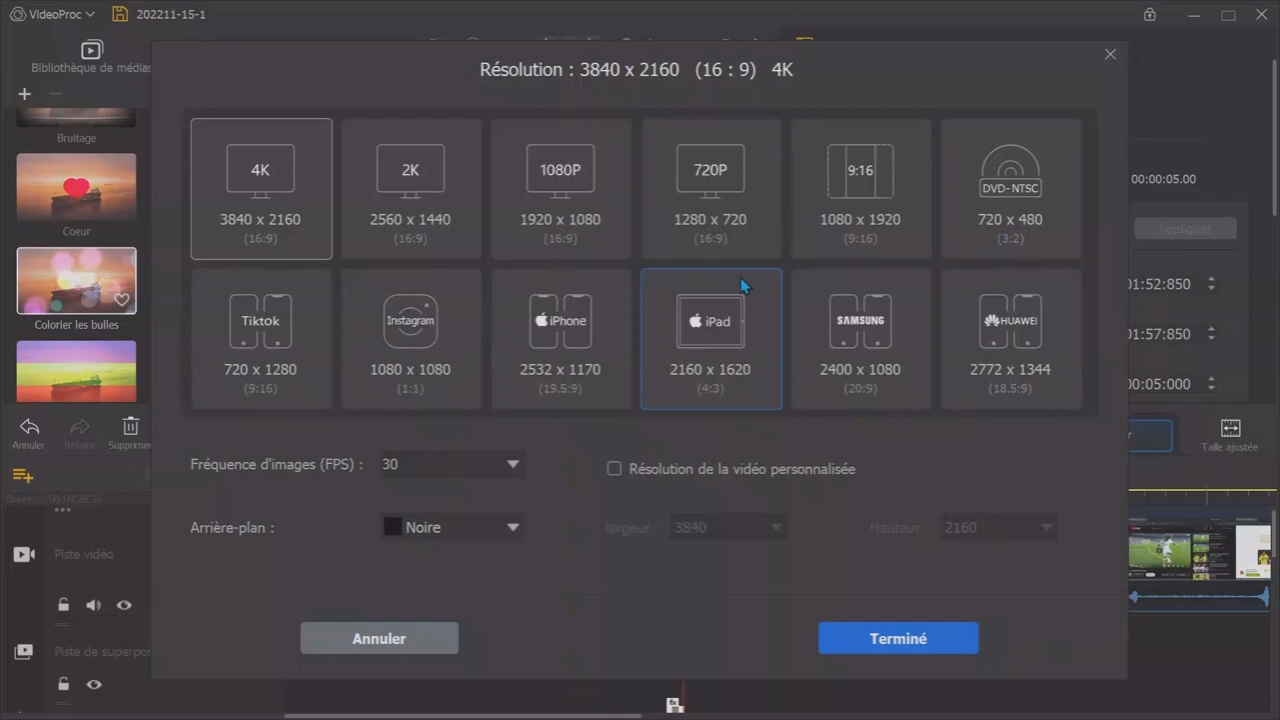 VideoProc
202211-15-1
Bibliothèque de médias
Bruitage
Coeur
Colorier les bulles
Résolution : 3840 x 2160 (16 : 9) 4K
4K
3840 x 2160
(16:9)
2K
2560 x 1440
(16:9)
1080P
1920 x 1080
(16:9)
720P
1280 x 720
(16:9)
9:16
1080 x 1920
(9:16)
DVD-NTSC
720 x 480
(3:2)
Tiktok
720 x 1280
(9:16)
Instagram
1080 x 1080
(1:1)
iPhone
2532 x 1170
(19.5:9)
iPad
2160 x 1620
(4:3)
SAMSUNG
2400 x 1080
(20:9)
HUAWEI
2772 x 1344
(18.5:9)
Fréquence d'images (FPS) : 30
Résolution de la vidéo personnalisée
Arrière-plan : Noire
largeur : 3840
Hauteur : 2160
Annuler
Terminé
00:00:05.00
Appliquer
01:52:850
01:57:850
00:05:000
Taille ajustée
Annuler
Refaire
Supprimer
Durée :
Piste vidéo
Piste de superpos